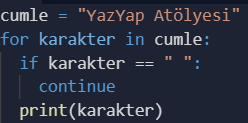 cumle = "YazYap Atölyesi"
for karakter in cumle:
  if karakter == " ":
    continue
  print(karakter)